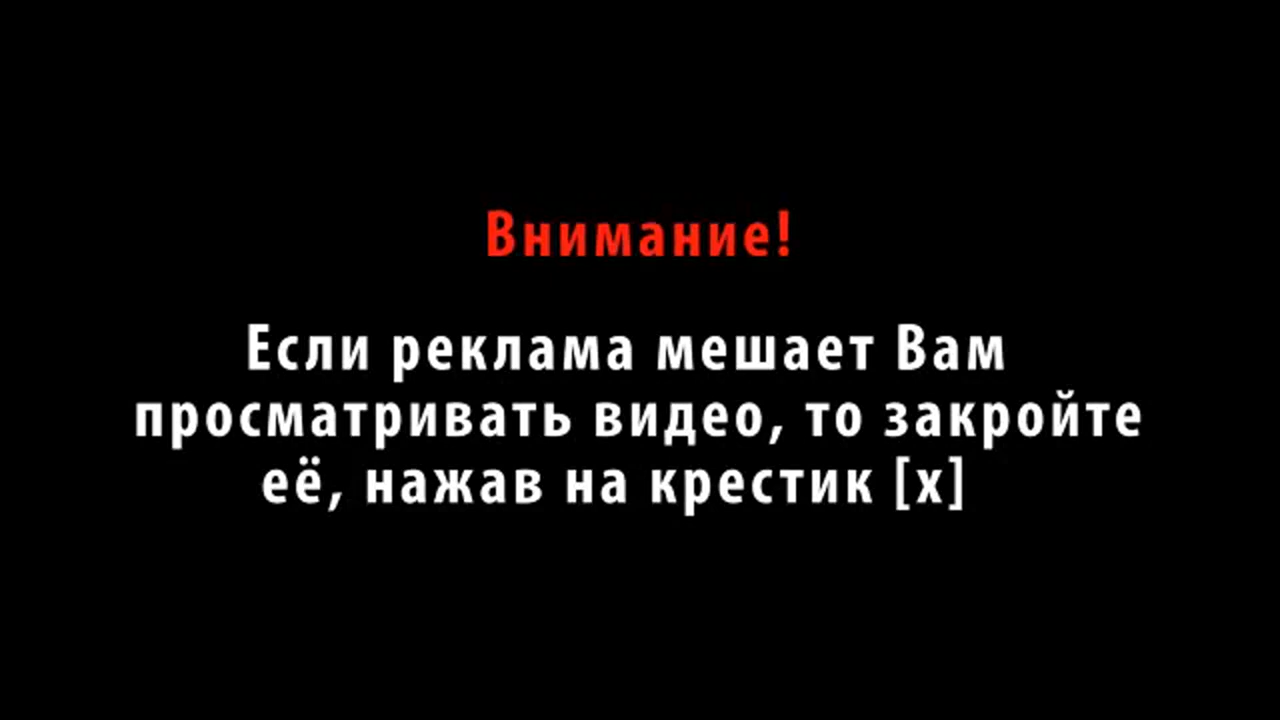 Внимание!
Если реклама мешает Вам
просматривать видео, то закройте
её, нажав на крестик [x]